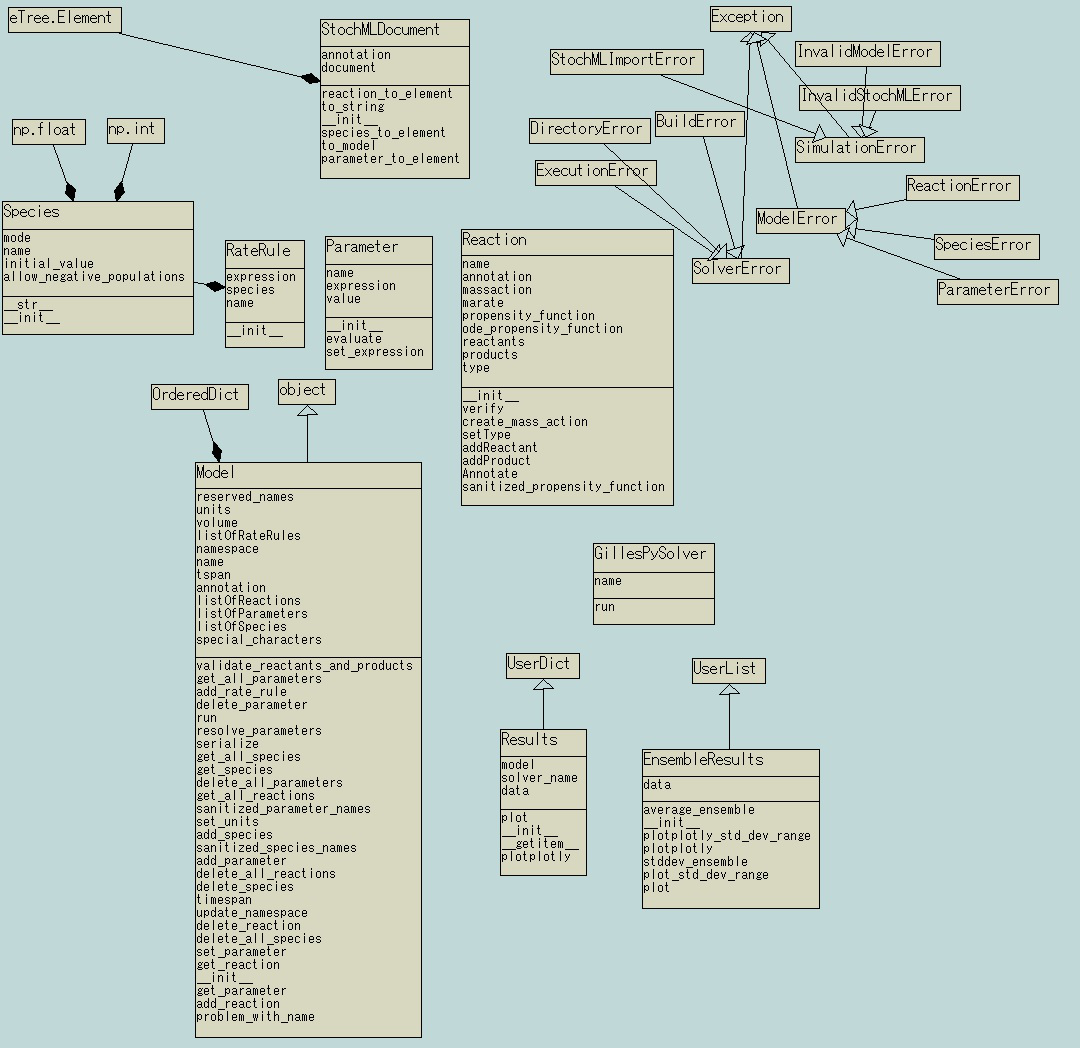 eTree.Element
StochMLDocument
annotation
document
reaction_to_element
to_string
__init__
species_to_element
to_model
parameter_to_element
Exception
StochMLImportError
InvalidModelError
InvalidStochMLError
SimulationError
DirectoryError
BuildError
ExecutionError
ModelError
ReactionError
SpeciesError
ParameterError
SolverError
np.float
np.int
Species
mode
name
initial_value
allow_negative_populations
__str__
__init__
RateRule
expression
species
name
__init__
Parameter
name
expression
value
__init__
evaluate
set_expression
Reaction
name
annotation
massaction
marate
propensity_function
ode_propensity_function
reactants
products
type
__init__
verify
create_mass_action
setType
addReactant
addProduct
Annotate
sanitized_propensity_function
OrderedDict
object
Model
reserved_names
units
volume
listOfRateRules
namespace
name
tspan
annotation
listOfReactions
listOfParameters
listOfSpecies
special_characters
validate_reactants_and_products
get_all_parameters
add_rate_rule
delete_parameter
run
resolve_parameters
serialize
get_all_species
get_species
delete_all_parameters
get_all_reactions
sanitized_parameter_names
set_units
add_species
sanitized_species_names
add_parameter
delete_all_reactions
delete_species
timespan
update_namespace
delete_reaction
delete_all_species
set_parameter
get_reaction
__init__
get_parameter
add_reaction
problem_with_name
GillesPySolver
name
run
UserDict
Results
model
solver_name
data
plot
__init__
__getitem__
plotplotly
UserList
EnsembleResults
data
average_ensemble
__init__
plotplotly_std_dev_range
plotplotly
stddev_ensemble
plot_std_dev_range
plot